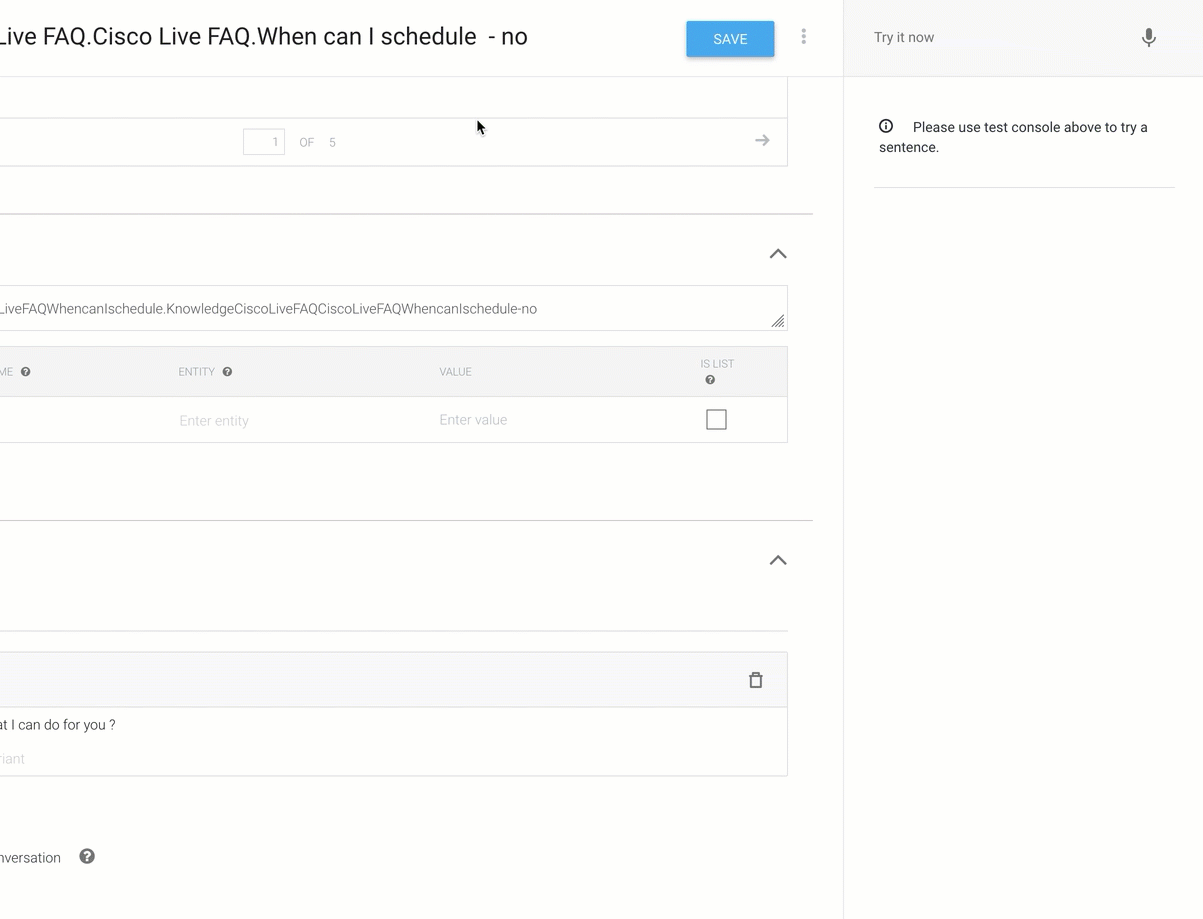 Live FAQ.Cisco Live FAQ.When can I schedule - no
SAVE
Try it now
Please use test console above to try a
sentence.
1 OF 5
LiveFAQWhencanIschedule.KnowledgeCiscoLiveFAQCiscoLiveFAQWhencanIschedule-no
ME ENTITY VALUE IS LIST
Enter entity Enter value
at I can do for you ?
riant
nversation